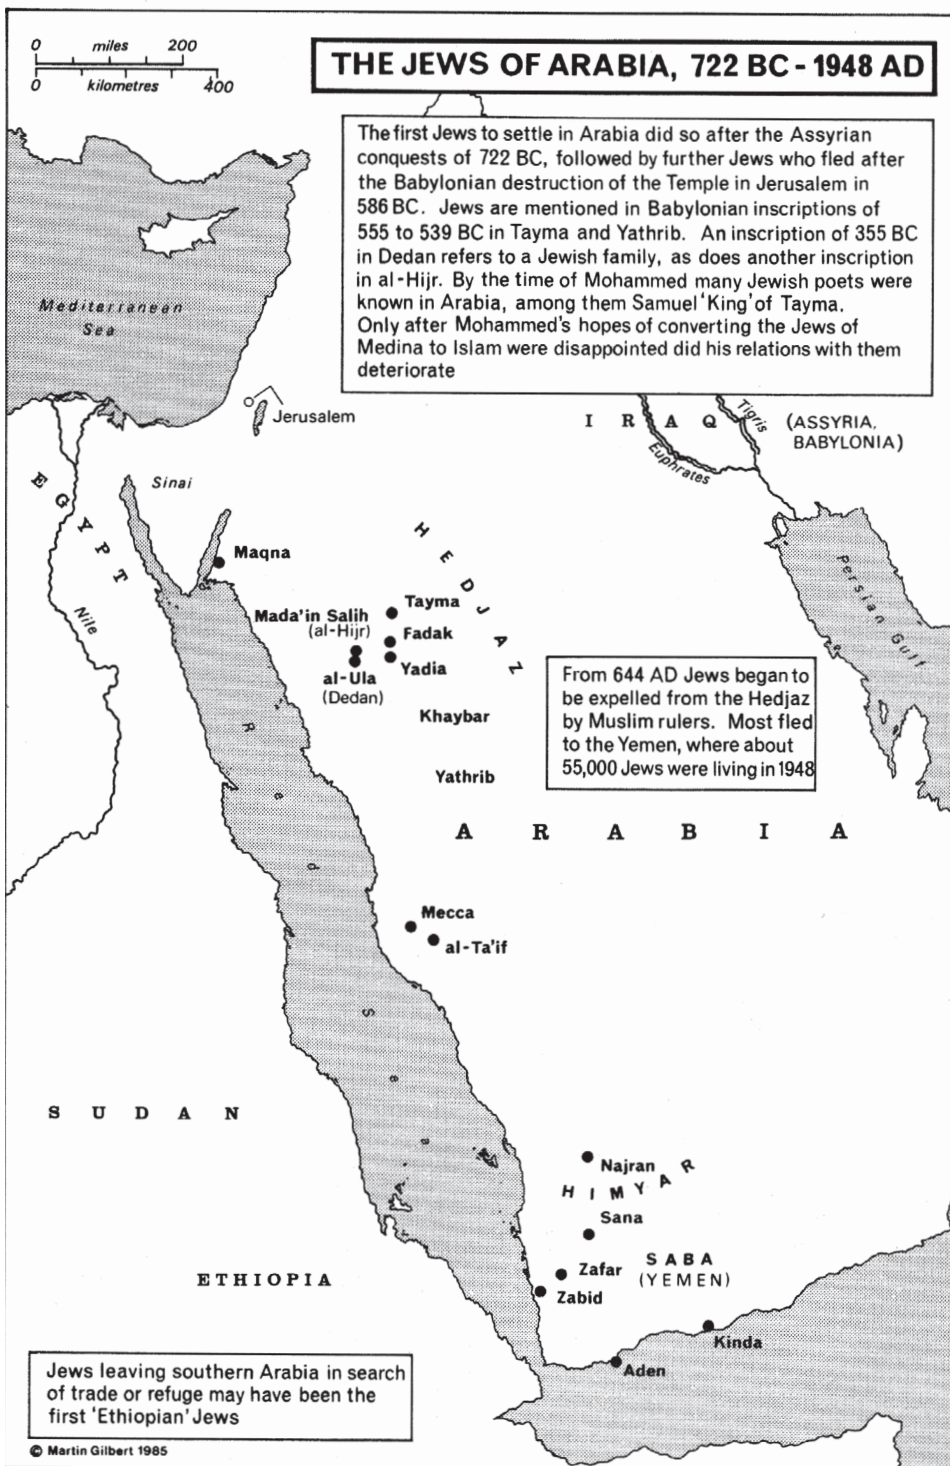 0 miles 200
0 kilometres 400
THE JEWS OF ARABIA, 722 BC - 1948 AD
The first Jews to settle in Arabia did so after the Assyrian
conquests of 722 BC, followed by further Jews who fled after
the Babylonian destruction of the Temple in Jerusalem in
586 BC. Jews are mentioned in Babylonian inscriptions of
555 to 539 BC in Tayma and Yathrib. An inscription of 355 BC
in Dedan refers to a Jewish family, as does another inscription
in al-Hijr. By the time of Mohammed many Jewish poets were
known in Arabia, among them Samuel 'King' of Tayma.
Only after Mohammed's hopes of converting the Jews of
Medina to Islam were disappointed did his relations with them
deteriorate
Mediterranean
Sea
Jerusalem
IRAQ
Tigris
(ASSYRIA,
BABYLONIA)
Euphrates
EGYPT
Sinai
Nile
HEDJAZ
Persian Gulf
Maqna
Tayma
Mada'in Salih
(al-Hijr)
Fadak
Yadia
al-Ula
(Dedan)
Khaybar
Yathrib
From 644 AD Jews began to
be expelled from the Hedjaz
by Muslim rulers. Most fled
to the Yemen, where about
55,000 Jews were living in 1948
ARABIA
Red Sea
Mecca
al-Ta'if
SUDAN
Najran
HIMYAR
Sana
SABA
(YEMEN)
Zafar
Zabid
ETHIOPIA
Kinda
Aden
Jews leaving southern Arabia in search
of trade or refuge may have been the
first 'Ethiopian' Jews
© Martin Gilbert 1985